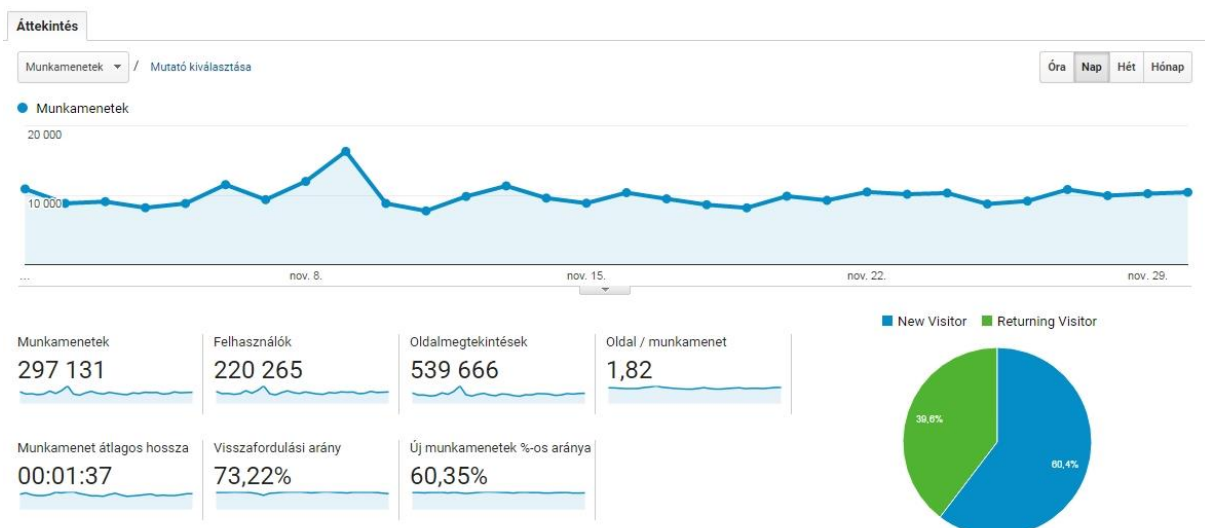 Áttekintés
Munkamenetek / Mutató kiválasztása
Óra Nap Hét Hónap
Munkamenetek
20 000
10 000
...
nov. 8.
nov. 15.
nov. 22.
nov. 29.
New Visitor Returning Visitor
Munkamenetek
297 131
Felhasználók
220 265
Oldalmegtekintések
539 666
Oldal / munkamenet
1,82
Munkamenet átlagos hossza
00:01:37
Visszafordulási arány
73,22%
Új munkamenetek %-os aránya
60,35%
39,6%
60,4%